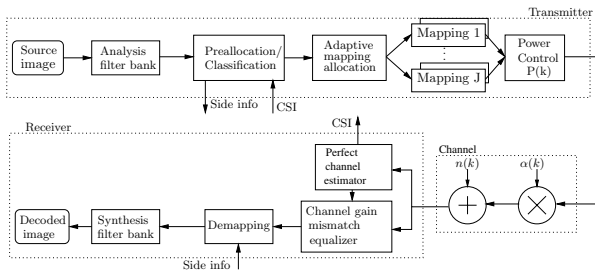 Transmitter
Source
image
Analysis
filter bank
Preallocation/
Classification
Adaptive
mapping
allocation
Mapping 1
⋮
Mapping J
Power
Control
P(k)
Side info
CSI
Receiver
CSI
Perfect
channel
estimator
Channel
n(k)
α(k)
Decoded
image
Synthesis
filter bank
Demapping
Channel gain
mismatch
equalizer
+
×
Side info